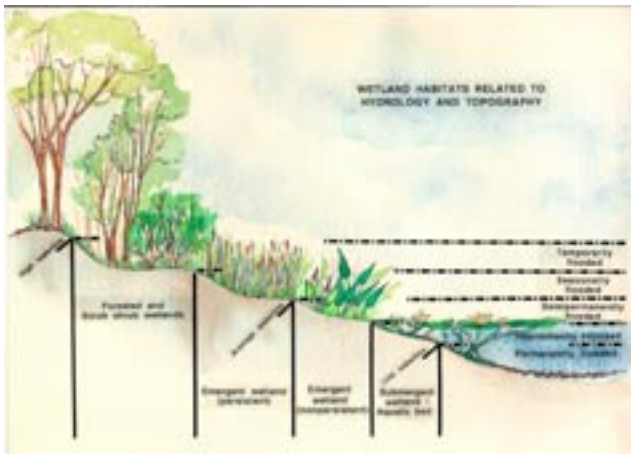 WETLAND HABITATS RELATED TO
HYDROLOGY AND TOPOGRAPHY
Temporarily
flooded
Seasonally
flooded
Semipermanently
flooded
Permanently flooded
Forested and
Scrub shrub wetlands
Emergent wetland
(persistent)
Emergent
wetland
(nonpersistent)
Submergent
wetland /
Aquatic bed